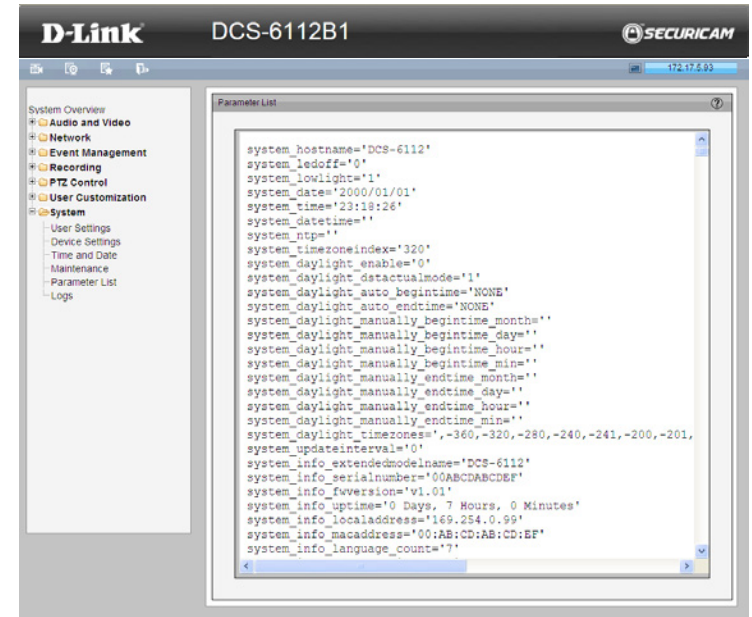 D-Link
DCS-6112B1
SECURICAM
172.17.5.93
System Overview
Audio and Video
Network
Event Management
Recording
PTZ Control
User Customization
System
User Settings
Device Settings
Time and Date
Maintenance
Parameter List
Logs
Parameter List
system_hostname='DCS-6112'
system_ledoff='0'
system_lowlight='1'
system_date='2000/01/01'
system_time='23:18:26'
system_datetime=''
system_ntp=''
system_timezoneindex='320'
system_daylight_enable='0'
system_daylight_dstactualmode='1'
system_daylight_auto_begintime='NONE'
system_daylight_auto_endtime='NONE'
system_daylight_manually_begintime_month=''
system_daylight_manually_begintime_day=''
system_daylight_manually_begintime_hour=''
system_daylight_manually_begintime_min=''
system_daylight_manually_endtime_month=''
system_daylight_manually_endtime_day=''
system_daylight_manually_endtime_hour=''
system_daylight_manually_endtime_min=''
system_daylight_timezones=',-360,-320,-280,-240,-241,-200,-201,
system_updateinterval='0'
system_info_extendedmodelname='DCS-6112'
system_info_serialnumber='00ABCDABCDEF'
system_info_fwversion='v1.01'
system_info_uptime='0 Days, 7 Hours, 0 Minutes'
system_info_localaddress='169.254.0.99'
system_info_macaddress='00:AB:CD:AB:CD:EF'
system_info_language_count='7'